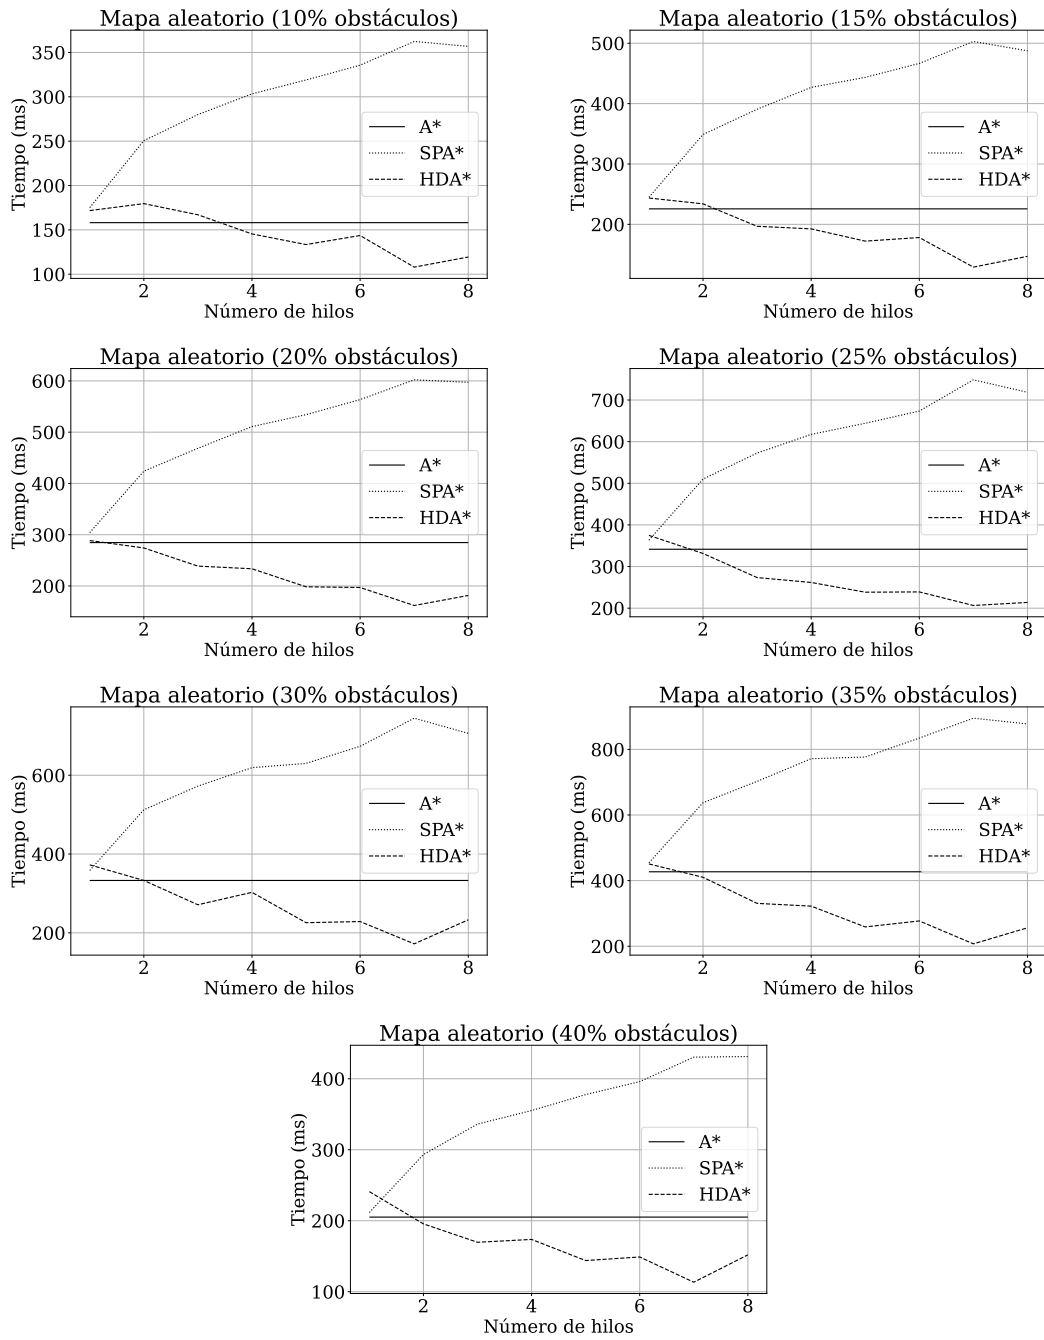 Mapa aleatorio (10% obstáculos)
350
300
250
200
150
100
Tiempo (ms)
A*
SPA*
HDA*
2 4 6 8
Número de hilos
Mapa aleatorio (15% obstáculos)
500
400
300
200
Tiempo (ms)
A*
SPA*
HDA*
2 4 6 8
Número de hilos
Mapa aleatorio (20% obstáculos)
600
500
400
300
200
Tiempo (ms)
A*
SPA*
HDA*
2 4 6 8
Número de hilos
Mapa aleatorio (25% obstáculos)
700
600
500
400
300
200
Tiempo (ms)
A*
SPA*
HDA*
2 4 6 8
Número de hilos
Mapa aleatorio (30% obstáculos)
600
400
200
Tiempo (ms)
A*
SPA*
HDA*
2 4 6 8
Número de hilos
Mapa aleatorio (35% obstáculos)
800
600
400
200
Tiempo (ms)
A*
SPA*
HDA*
2 4 6 8
Número de hilos
Mapa aleatorio (40% obstáculos)
400
300
200
100
Tiempo (ms)
A*
SPA*
HDA*
2 4 6 8
Número de hilos